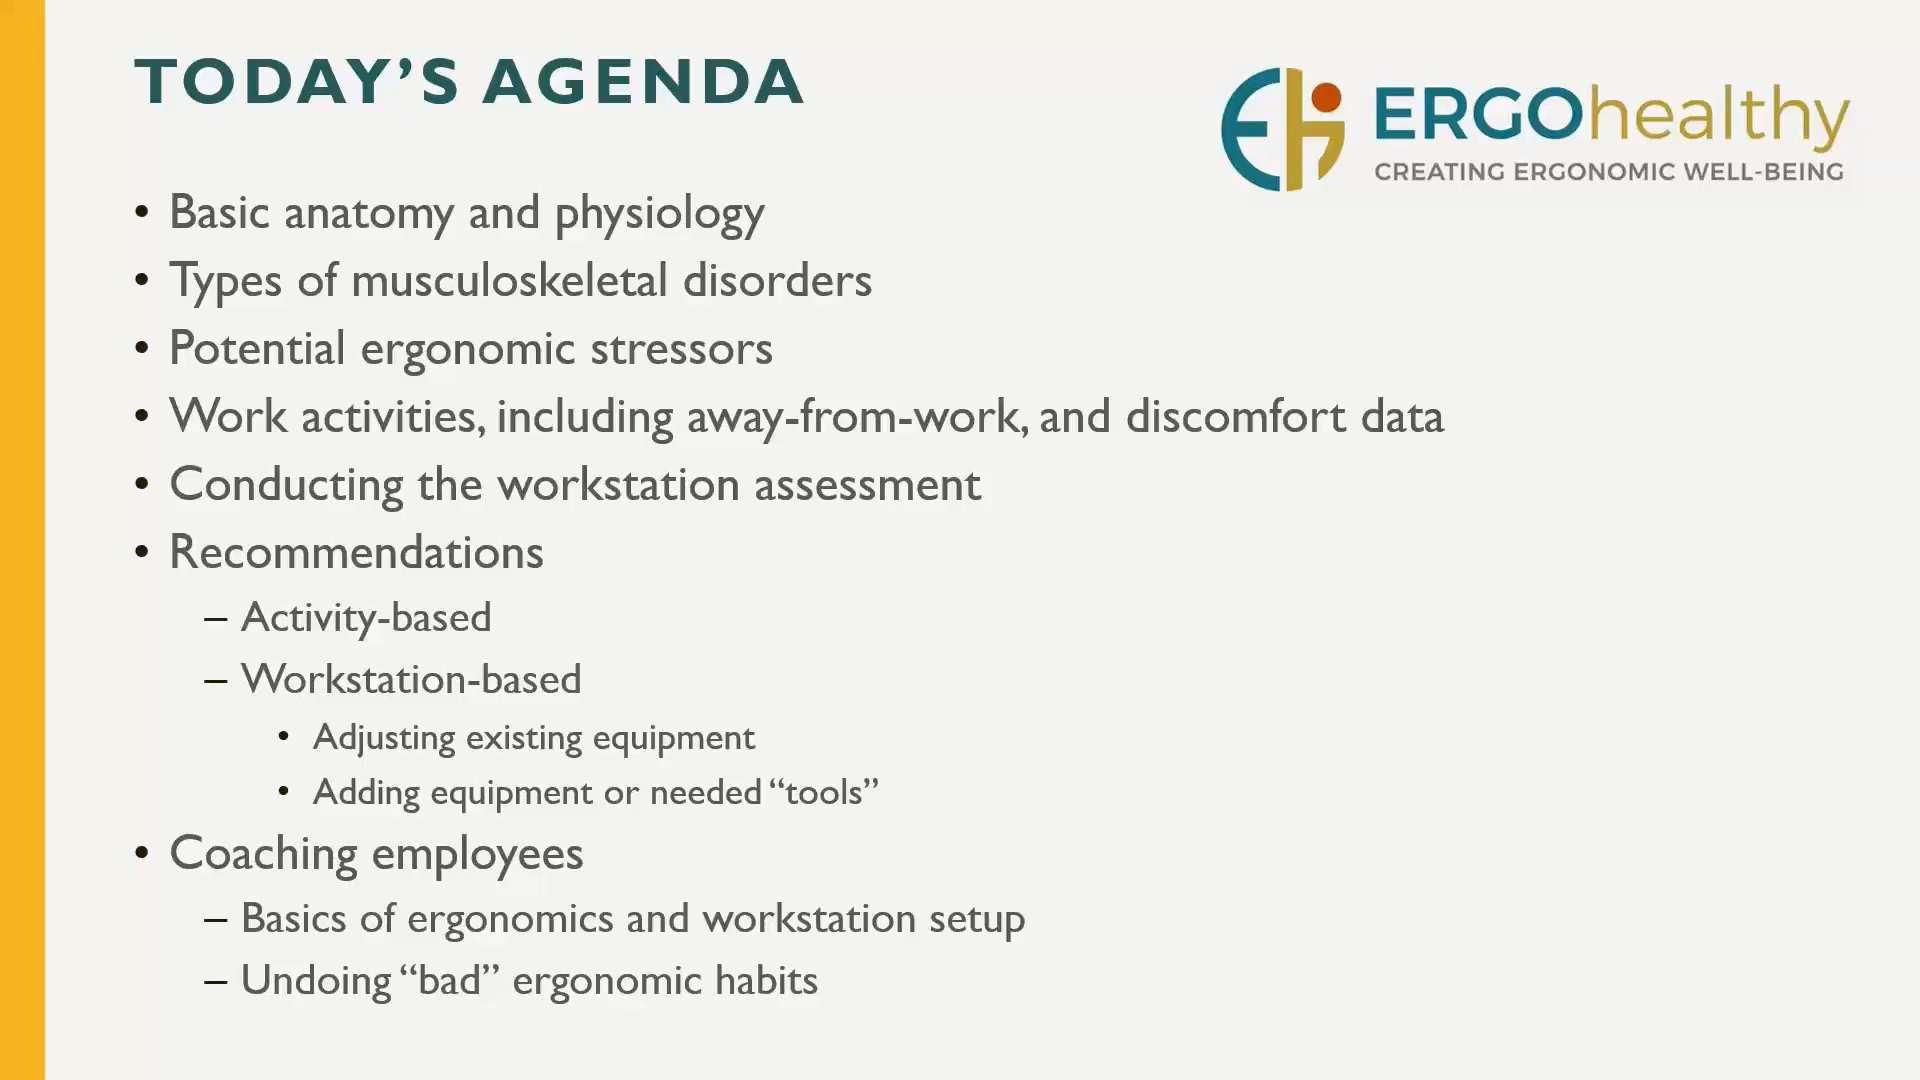 TODAY’S AGENDA
ERGOhealthy
CREATING ERGONOMIC WELL-BEING
• Basic anatomy and physiology
• Types of musculoskeletal disorders
• Potential ergonomic stressors
• Work activities, including away-from-work, and discomfort data
• Conducting the workstation assessment
• Recommendations
– Activity-based
– Workstation-based
• Adjusting existing equipment
• Adding equipment or needed “tools”
• Coaching employees
– Basics of ergonomics and workstation setup
– Undoing “bad” ergonomic habits